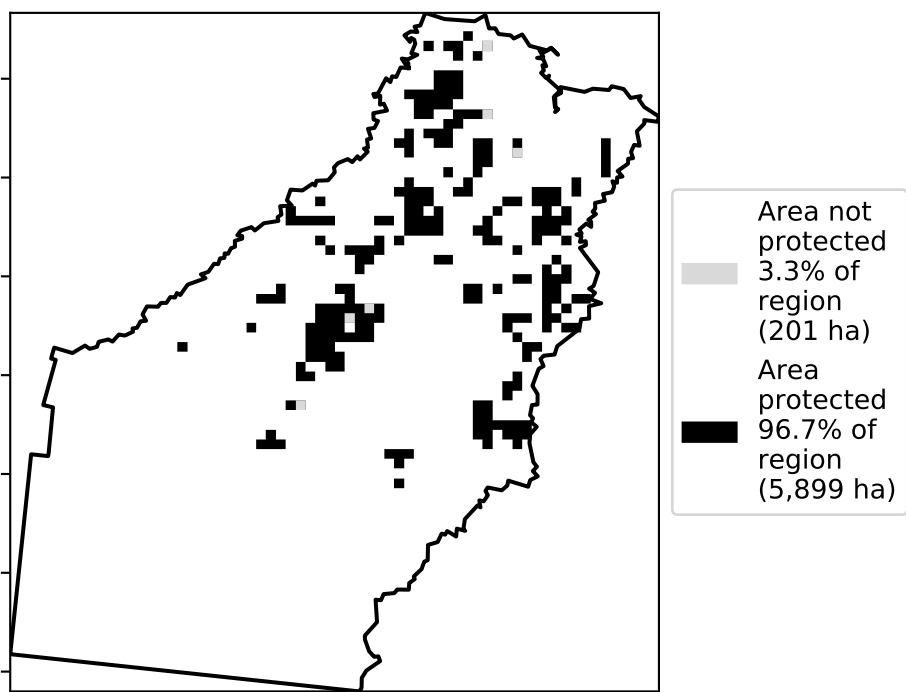 Area not
protected
3.3% of
region
(201 ha)
Area
protected
96.7% of
region
(5,899 ha)